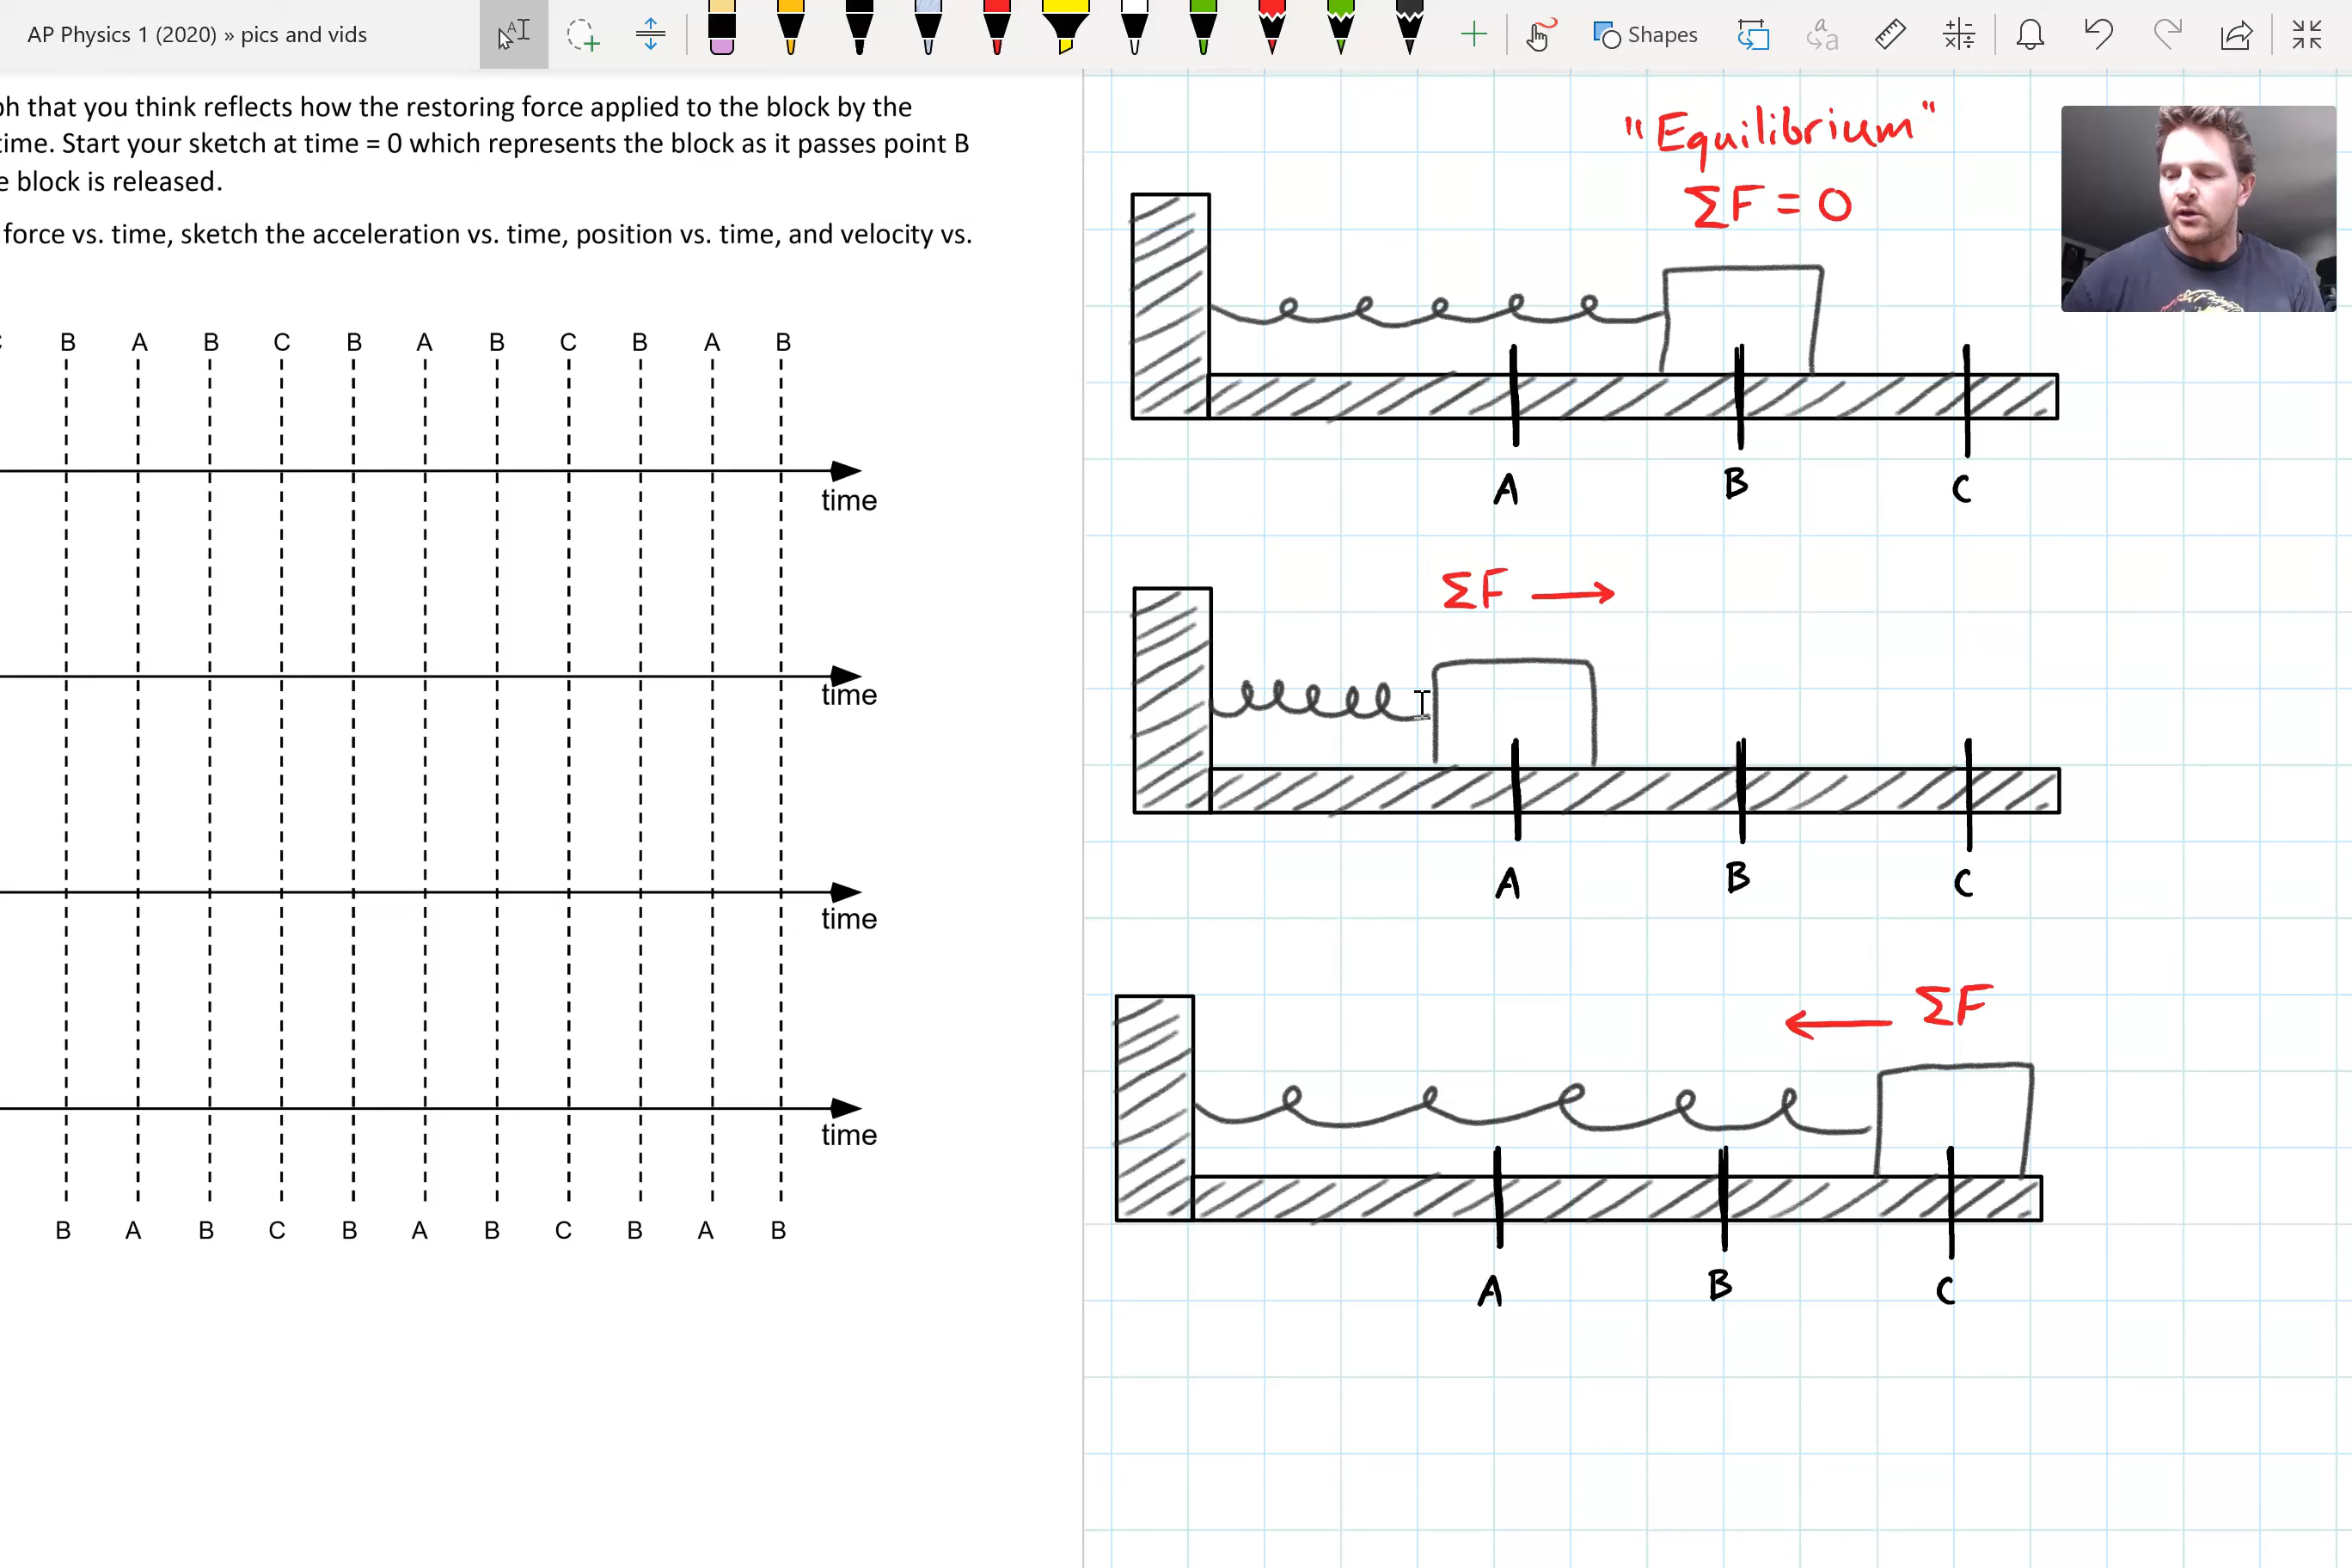 AP Physics 1 (2020) » pics and vids
Shapes
ph that you think reflects how the restoring force applied to the block by the
time. Start your sketch at time = 0 which represents the block as it passes point B
e block is released.
force vs. time, sketch the acceleration vs. time, position vs. time, and velocity vs.
B A B C B A B C B A B
time
time
time
time
B A B C B A B C B A B
"Equilibrium"
ΣF = 0
A B C
ΣF
A B C
ΣF
A B C